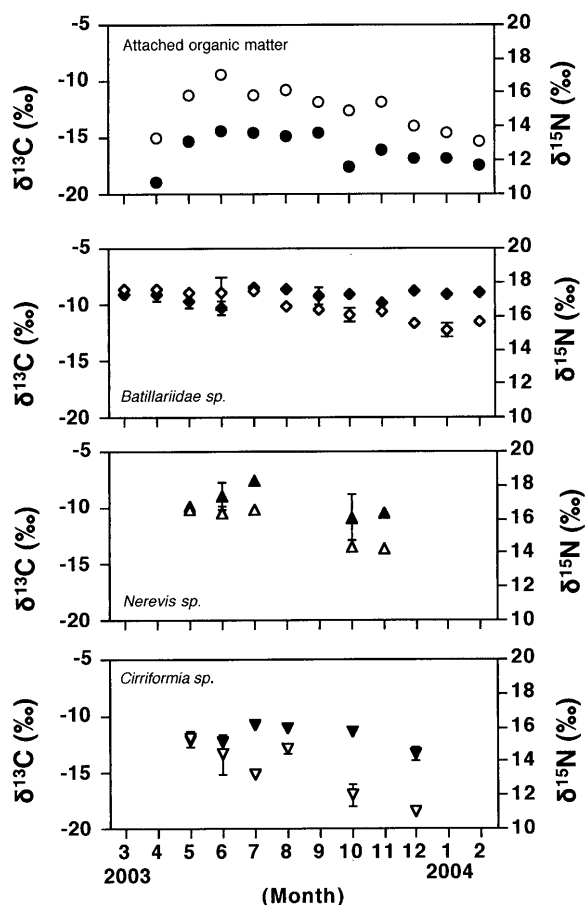 Attached organic matter
δ13C (‰)
-5
-10
-15
-20
20
18
16
14
12
10
δ15N (‰)
Batillariidae sp.
δ13C (‰)
-5
-10
-15
-20
20
18
16
14
12
10
δ15N (‰)
Nerevis sp.
δ13C (‰)
-5
-10
-15
-20
20
18
16
14
12
10
δ15N (‰)
Cirriformia sp.
δ13C (‰)
-5
-10
-15
-20
20
18
16
14
12
10
δ15N (‰)
3 4 5 6 7 8 9 10 11 12 1 2
2003 2004
(Month)